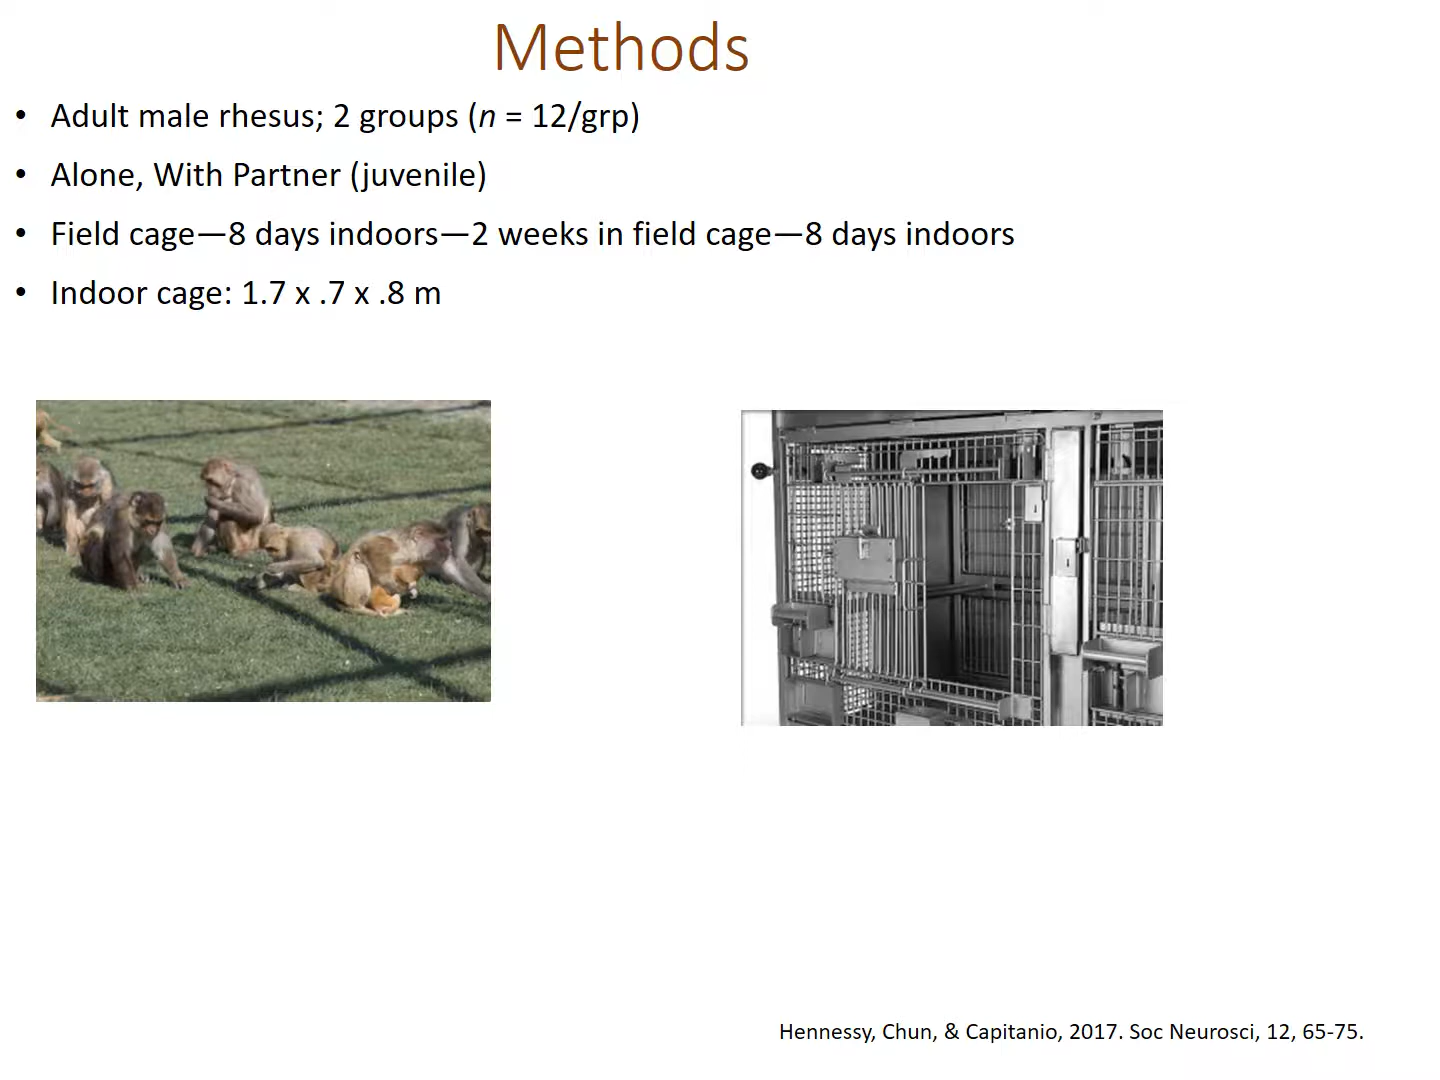 Methods
• Adult male rhesus; 2 groups (n = 12/grp)
• Alone, With Partner (juvenile)
• Field cage—8 days indoors—2 weeks in field cage—8 days indoors
• Indoor cage: 1.7 x .7 x .8 m
Hennessy, Chun, & Capitanio, 2017. Soc Neurosci, 12, 65-75.